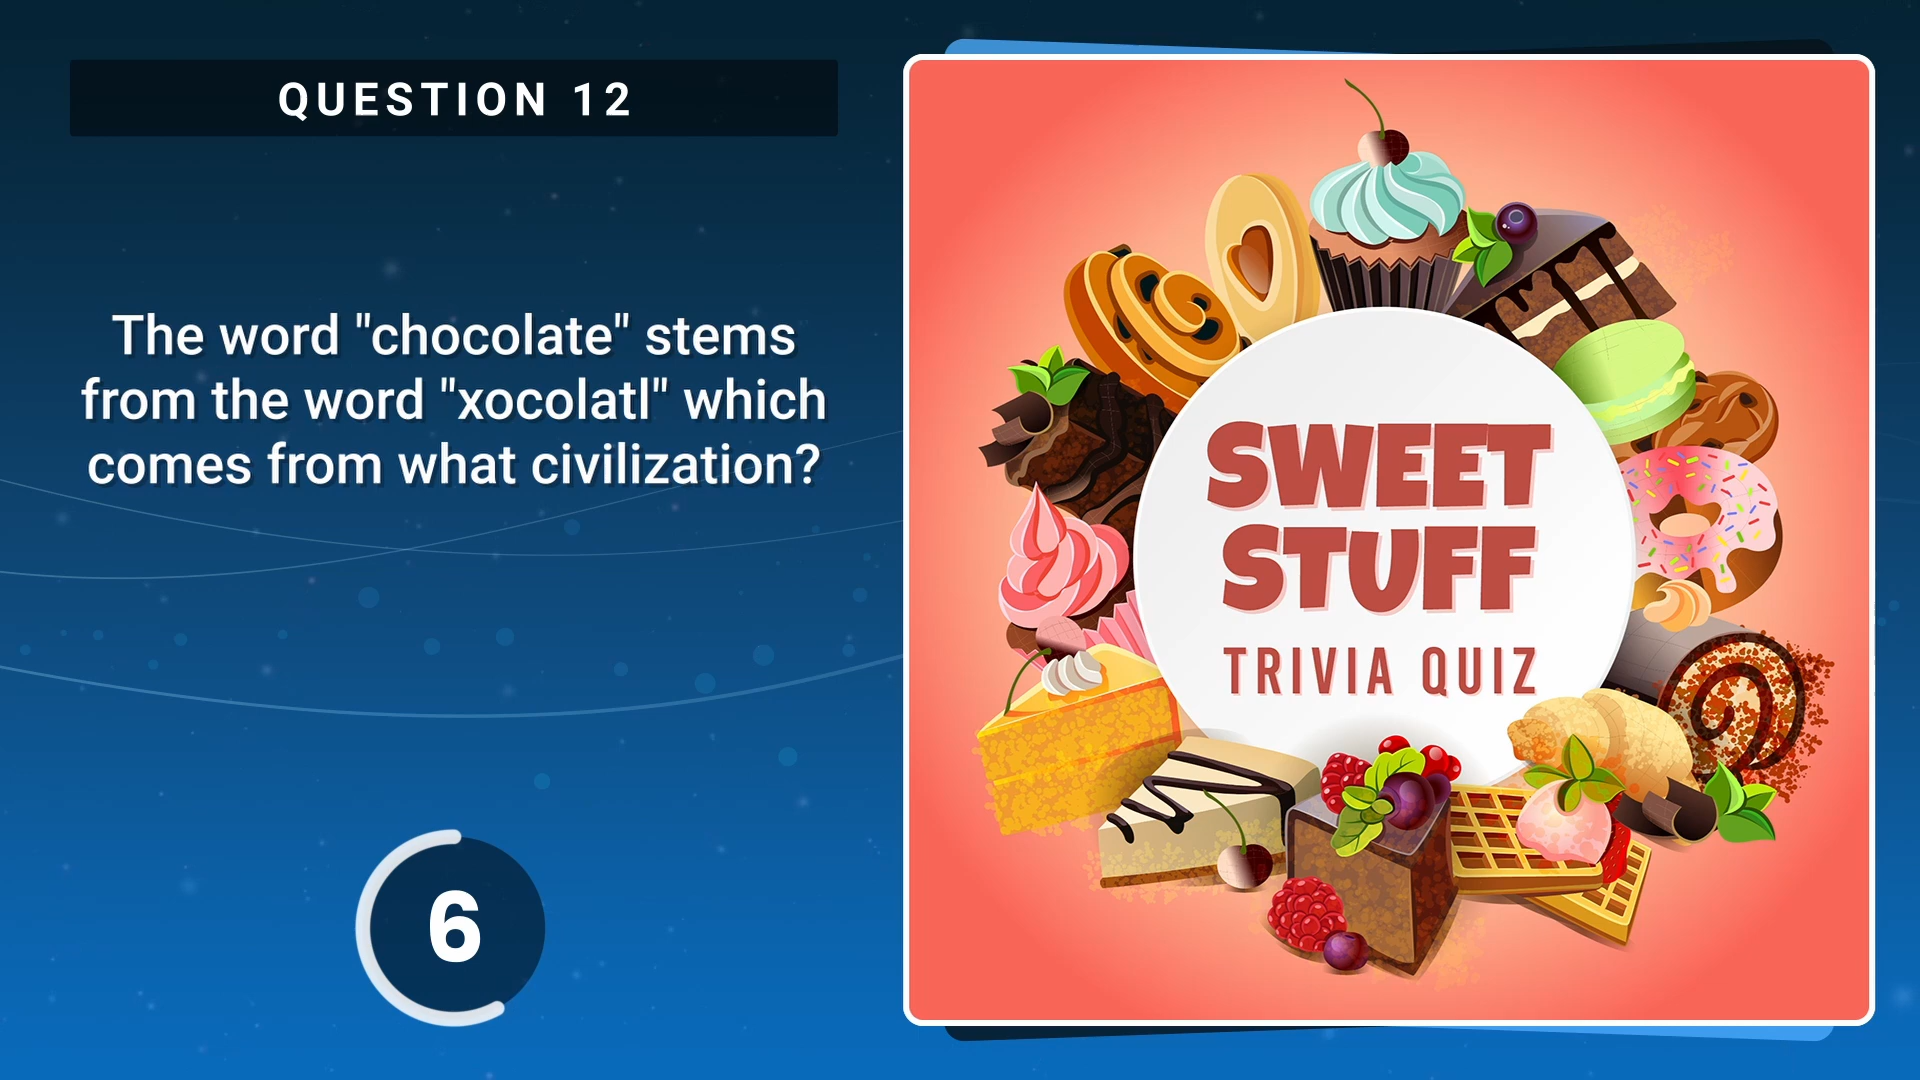 QUESTION 12
The word "chocolate" stems
from the word "xocolatl" which
comes from what civilization?
6
SWEET
STUFF
TRIVIA QUIZ